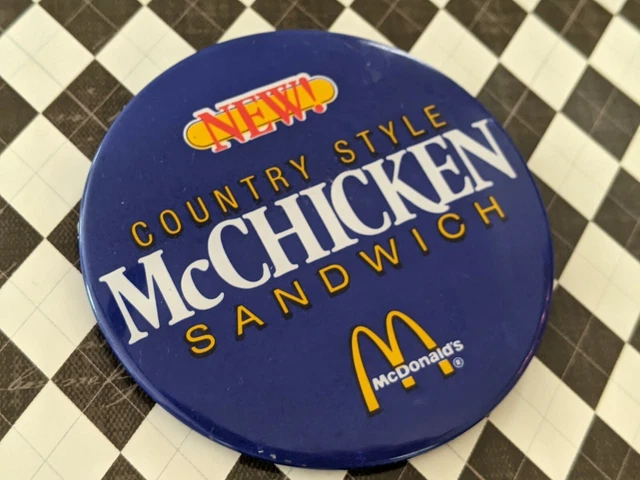 NEW!
COUNTRY STYLE
McCHICKEN
SANDWICH
McDonald's®